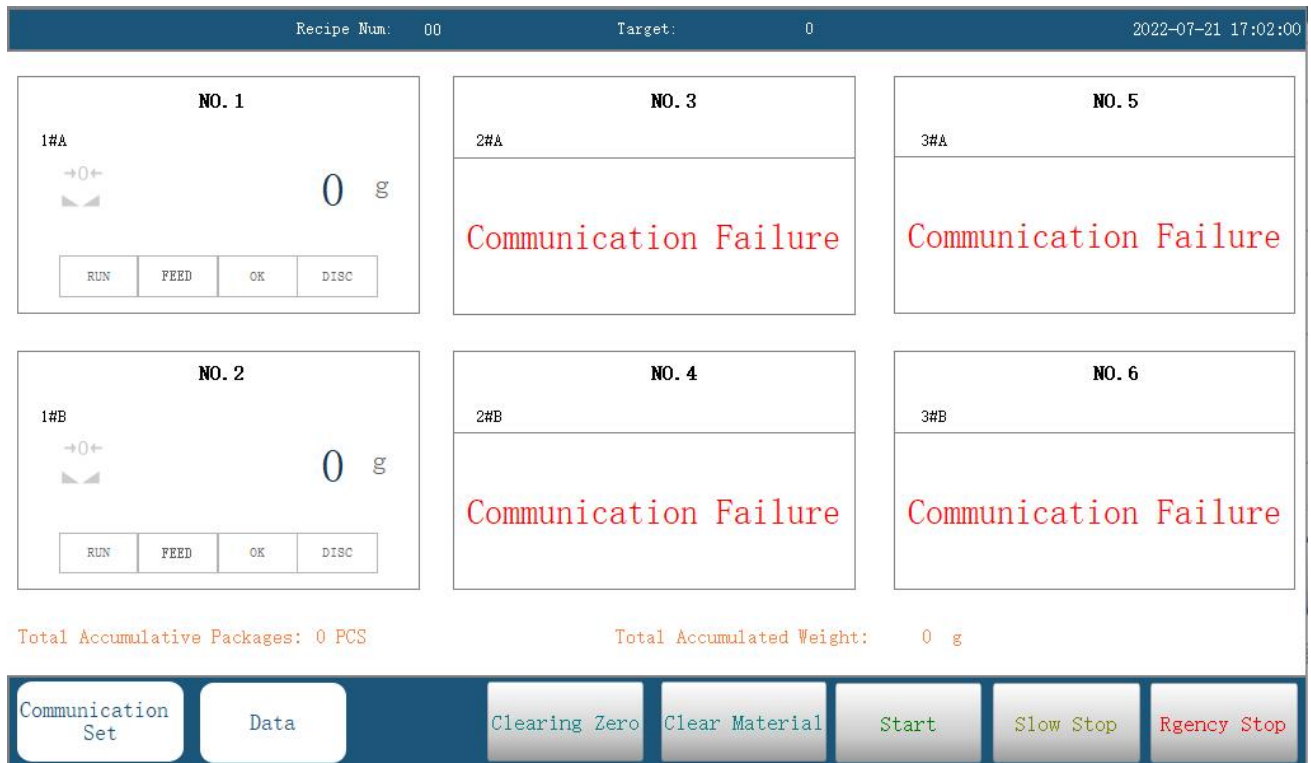 Recipe Num: 00 Target: 0 2022-07-21 17:02:00
NO.1
1#A
→0←
0 g
RUN FEED OK DISC
NO.3
2#A
Communication Failure
NO.5
3#A
Communication Failure
NO.2
1#B
→0←
0 g
RUN FEED OK DISC
NO.4
2#B
Communication Failure
NO.6
3#B
Communication Failure
Total Accumulative Packages: 0 PCS
Total Accumulated Weight: 0 g
Communication
Set
Data
Clearing Zero
Clear Material
Start
Slow Stop
Rgency Stop